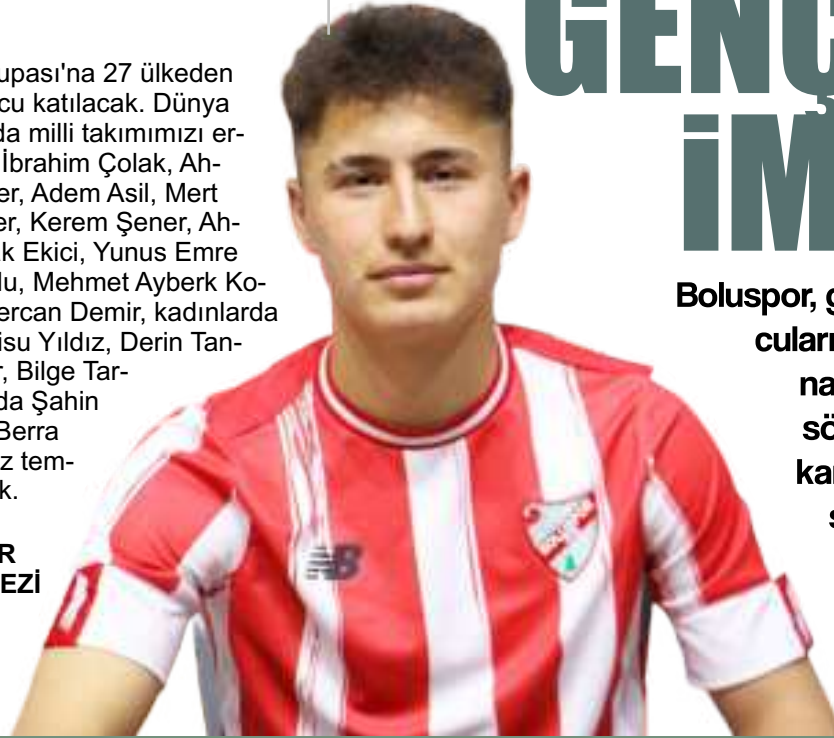 upası'na 27 ülkeden
cu katılacak. Dünya
da milli takımımızı er-
İbrahim Çolak, Ah-
er, Adem Asil, Mert
er, Kerem Şener, Ah-
k Ekici, Yunus Emre
lu, Mehmet Ayberk Ko-
ercan Demir, kadınlarda
isu Yıldız, Derin Tan-
r, Bilge Tar-
da Şahin
Berra
z tem-
k.
R
EZİ
GENÇ
İM
Boluspor, g
cuları
na
sö
kar
s
NB